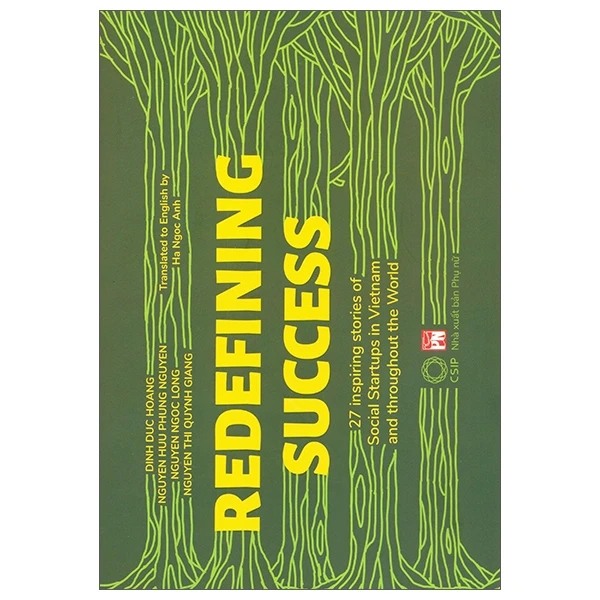 DINH DUC HOANG
NGUYEN HUU PHUNG NGUYEN
NGUYEN NGOC LONG
NGUYEN THI QUYNH GIANG
Translated to English by
Ha Ngoc Anh
REDEFINING
SUCCESS
27 inspiring stories of
Social Startups in Vietnam
and throughout the World
CSIP
PN
Nhà xuất bản Phụ nữ